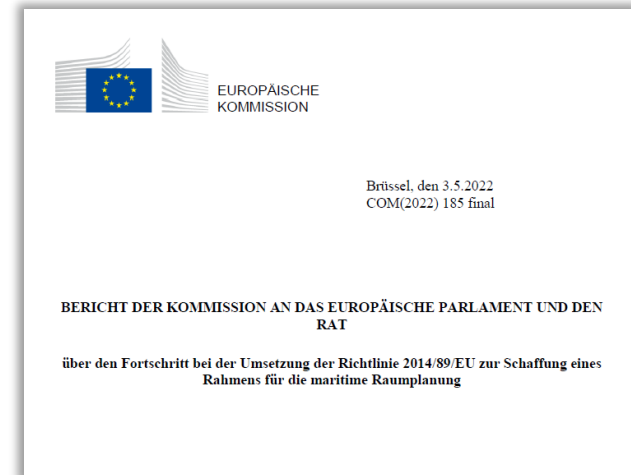 EUROPÄISCHE
KOMMISSION
Brüssel, den 3.5.2022
COM(2022) 185 final
BERICHT DER KOMMISSION AN DAS EUROPÄISCHE PARLAMENT UND DEN
RAT
über den Fortschritt bei der Umsetzung der Richtlinie 2014/89/EU zur Schaffung eines
Rahmens für die maritime Raumplanung